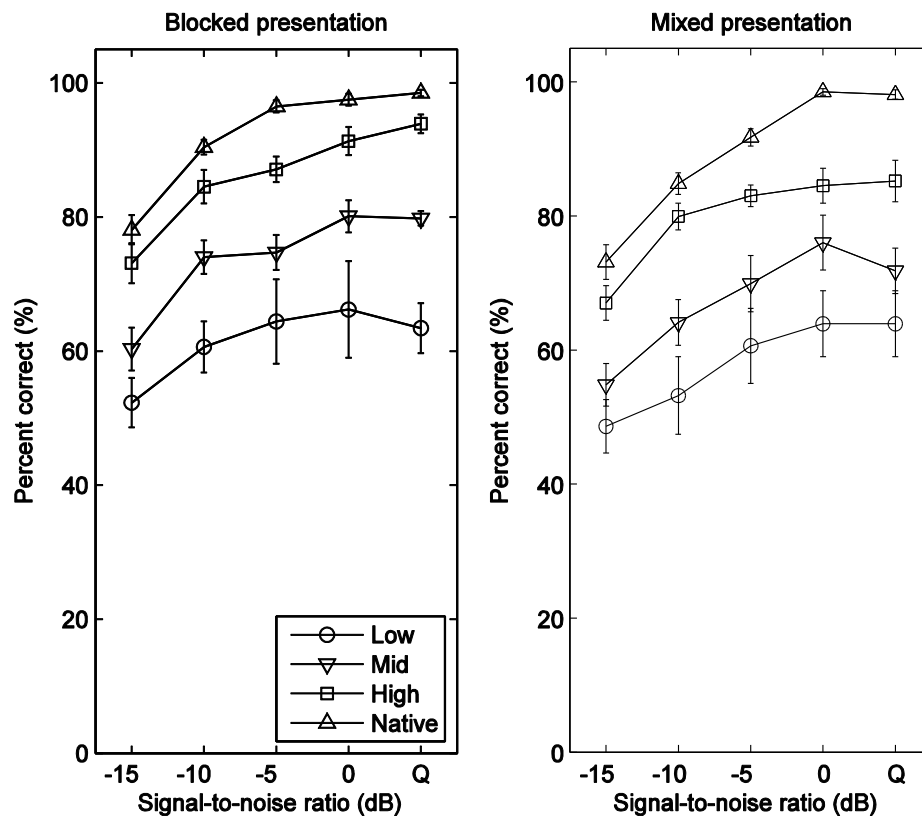 Blocked presentation
100
80
60
40
20
0
Percent correct (%)
Low
Mid
High
Native
-15 -10 -5 0 Q
Signal-to-noise ratio (dB)
Mixed presentation
100
80
60
40
20
0
Percent correct (%)
-15 -10 -5 0 Q
Signal-to-noise ratio (dB)